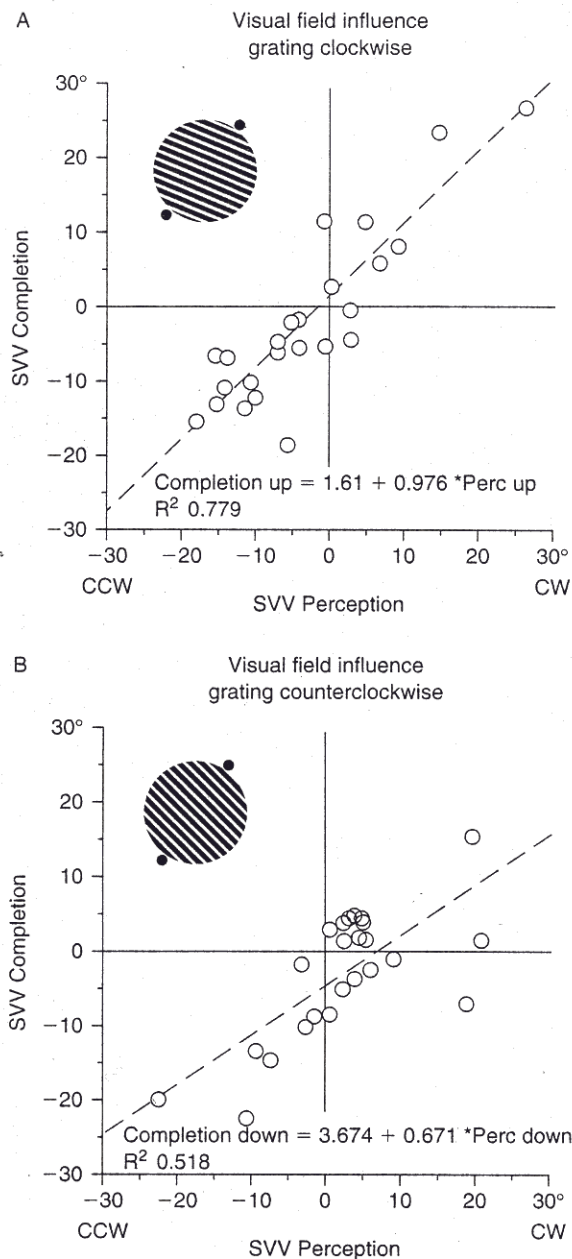 A
Visual field influence
grating clockwise
30°
20
10
0
−10
−20
−30
SVV Completion
Completion up = 1.61 + 0.976 *Perc up
R² 0.779
−30 −20 −10 0 10 20 30°
CCW CW
SVV Perception
B
Visual field influence
grating counterclockwise
30°
20
10
0
−10
−20
−30
SVV Completion
Completion down = 3.674 + 0.671 *Perc down
R² 0.518
−30 −20 −10 0 10 20 30°
CCW CW
SVV Perception